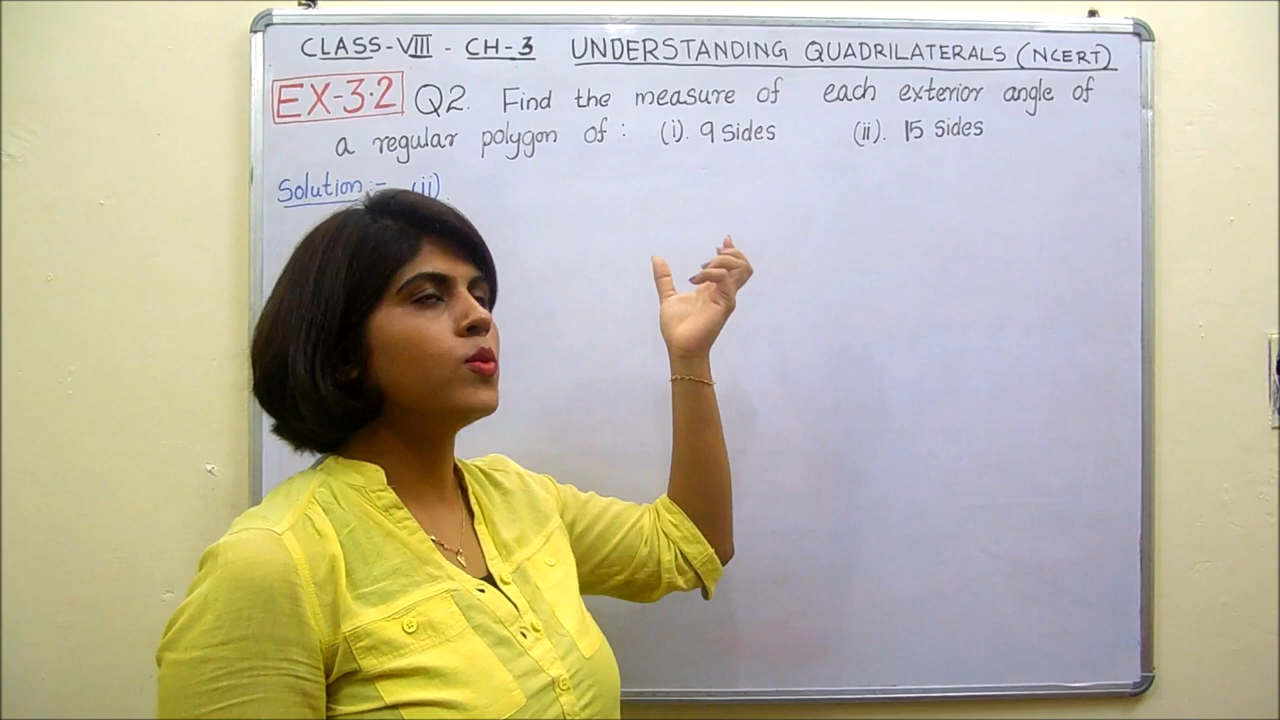 CLASS-VIII - CH-3 UNDERSTANDING QUADRILATERALS (NCERT)
EX-3.2 Q2. Find the measure of each exterior angle of
a regular polygon of : (i). 9 sides (ii). 15 sides
Solution :- (ii).